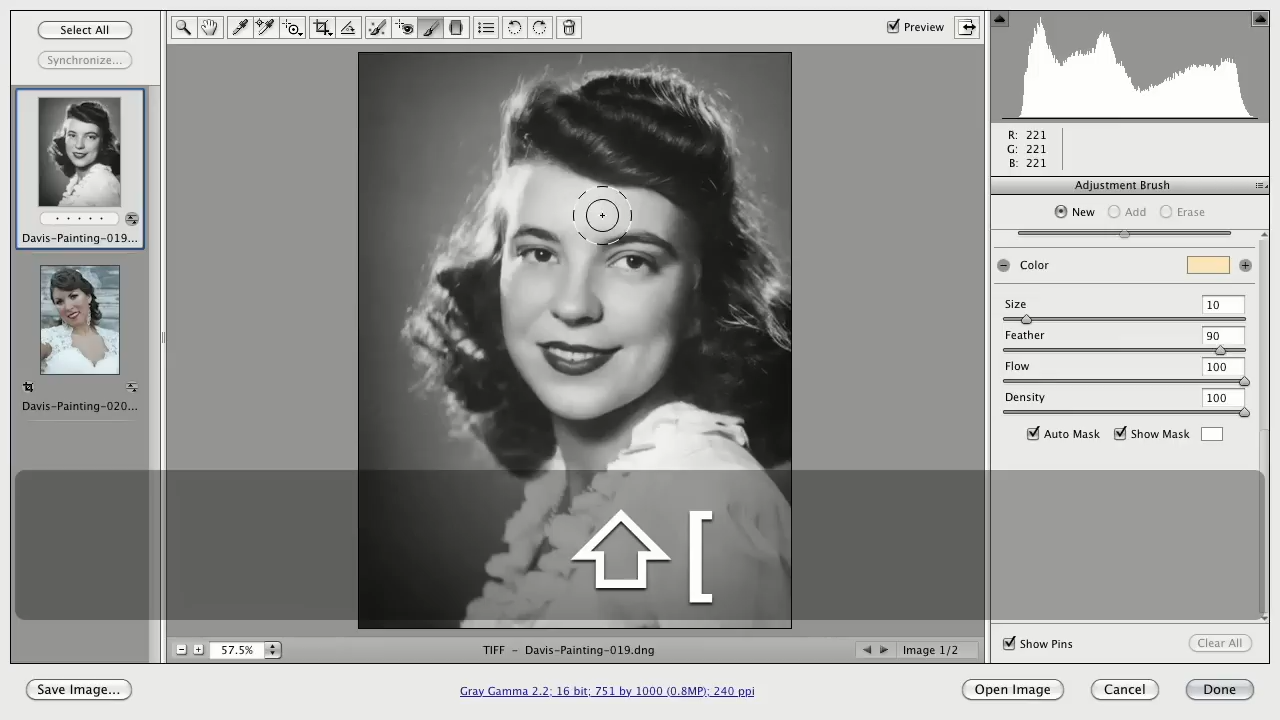 Select All
Synchronize...
Davis-Painting-019...
Davis-Painting-020...
Preview
57.5%
TIFF - Davis-Painting-019.dng
Image 1/2
R: 221
G: 221
B: 221
Adjustment Brush
New Add Erase
Color
Size 10
Feather 90
Flow 100
Density 100
Auto Mask Show Mask
[
Show Pins Clear All
Save Image...
Gray Gamma 2.2; 16 bit; 751 by 1000 (0.8MP); 240 ppi
Open Image Cancel Done